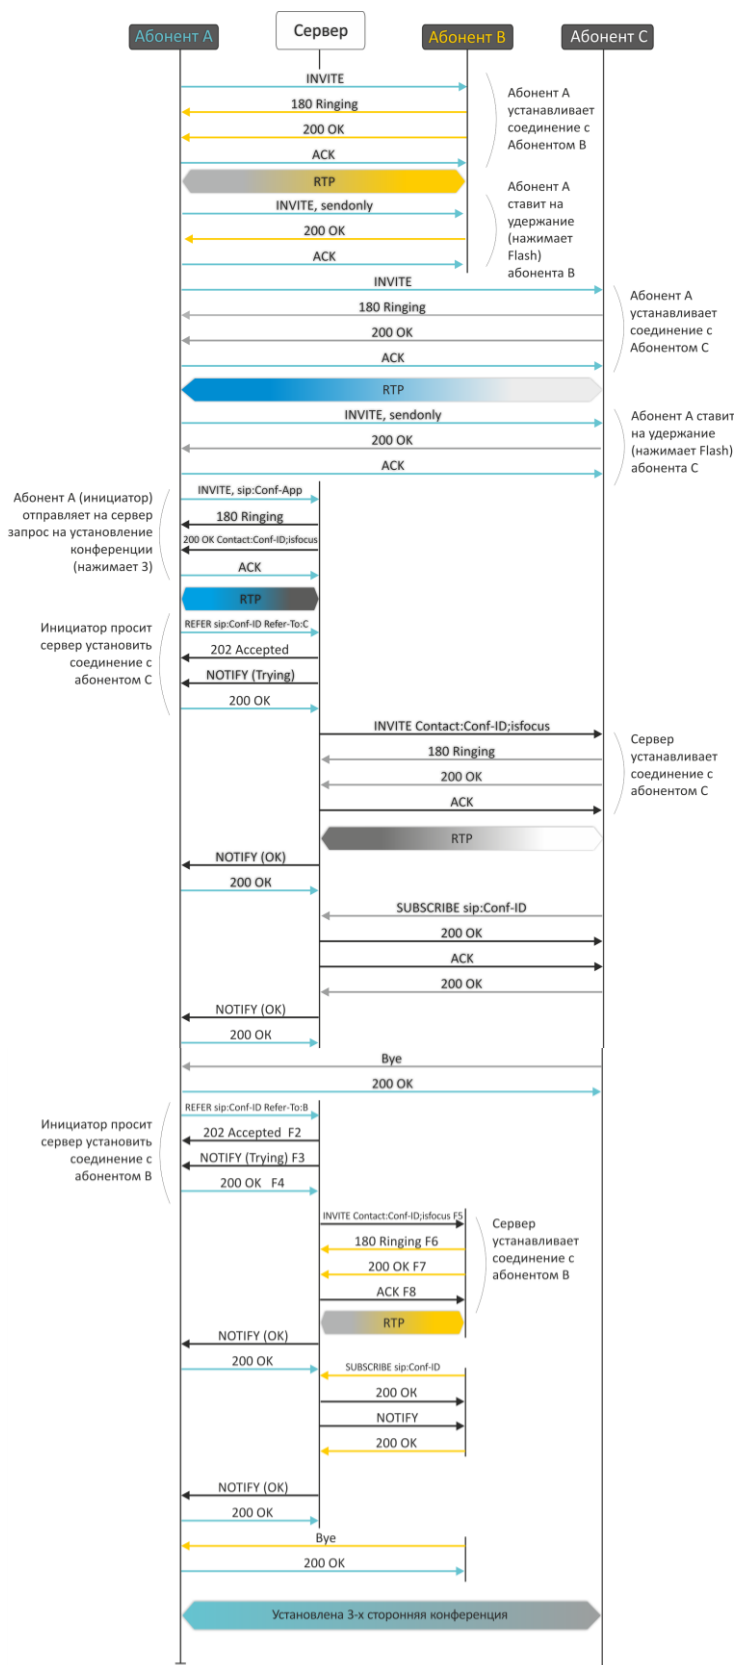 Абонент A
Сервер
Абонент B
Абонент C
INVITE
180 Ringing
200 OK
ACK
Абонент A
устанавливает
соединение с
Абонентом B
RTP
INVITE, sendonly
200 OK
ACK
Абонент A
ставит на
удержание
(нажимает
Flash)
абонента B
INVITE
180 Ringing
200 OK
ACK
Абонент A
устанавливает
соединение с
Абонентом C
RTP
INVITE, sendonly
200 OK
ACK
Абонент A ставит
на удержание
(нажимает Flash)
абонента C
Абонент A (инициатор)
отправляет на сервер
запрос на установление
конференции
(нажимает 3)
INVITE, sip:Conf-App
180 Ringing
200 OK Contact:Conf-ID;isfocus
ACK
RTP
Инициатор просит
сервер установить
соединение с
абонентом C
REFER sip:Conf-ID Refer-To:C
202 Accepted
NOTIFY (Trying)
200 OK
INVITE Contact:Conf-ID;isfocus
180 Ringing
200 OK
ACK
Сервер
устанавливает
соединение с
абонентом C
RTP
NOTIFY (OK)
200 OK
SUBSCRIBE sip:Conf-ID
200 OK
ACK
200 OK
NOTIFY (OK)
200 OK
Bye
200 OK
Инициатор просит
сервер установить
соединение с
абонентом B
REFER sip:Conf-ID Refer-To:B
202 Accepted F2
NOTIFY (Trying) F3
200 OK F4
INVITE Contact:Conf-ID;isfocus F5
180 Ringing F6
200 OK F7
ACK F8
Сервер
устанавливает
соединение с
абонентом B
RTP
NOTIFY (OK)
200 OK
SUBSCRIBE sip:Conf-ID
200 OK
NOTIFY
200 OK
NOTIFY (OK)
200 OK
Bye
200 OK
Установлена 3-х сторонняя конференция